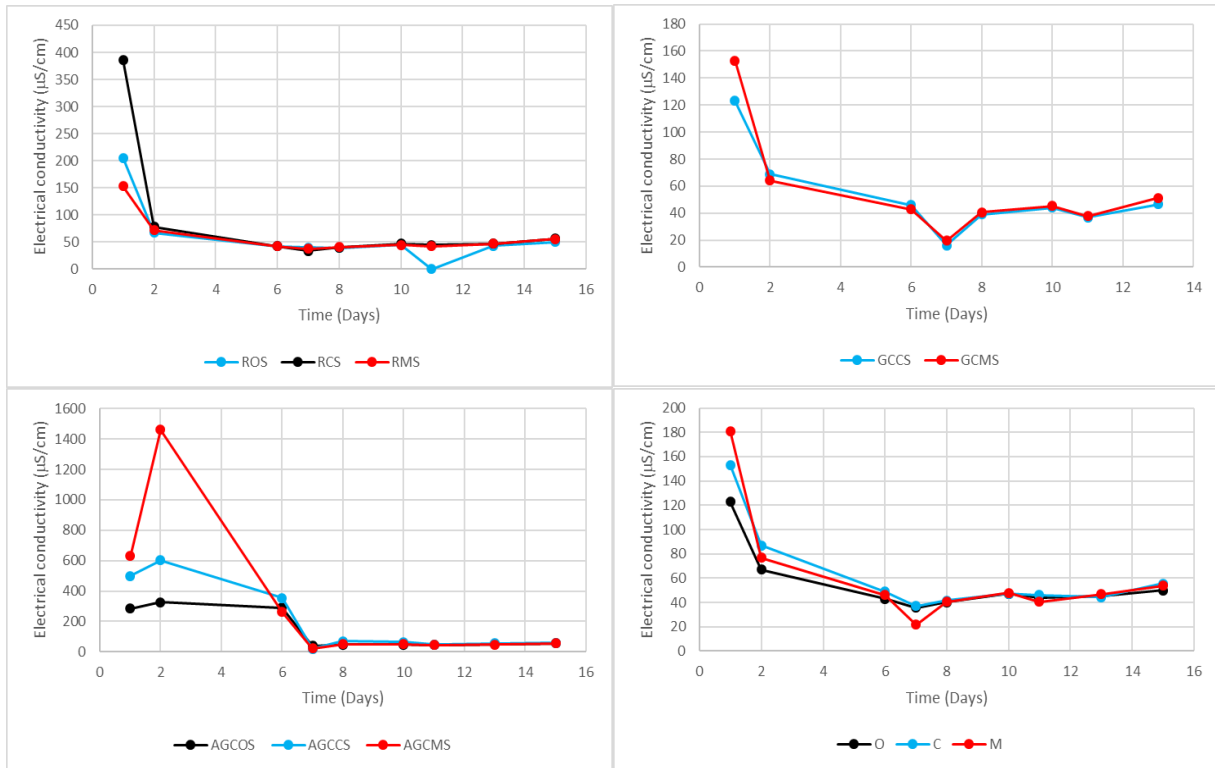 Electrical conductivity (µS/cm)
450
400
350
300
250
200
150
100
50
0
0 2 4 6 8 10 12 14 16
Time (Days)
ROS RCS RMS
Electrical conductivity (µS/cm)
180
160
140
120
100
80
60
40
20
0
0 2 4 6 8 10 12 14
Time (Days)
GCCS GCMS
Electrical conductivity (µS/cm)
1600
1400
1200
1000
800
600
400
200
0
0 2 4 6 8 10 12 14 16
Time (Days)
AGCOS AGCCS AGCMS
Electrical conductivity (µS/cm)
200
180
160
140
120
100
80
60
40
20
0
0 2 4 6 8 10 12 14 16
Time (Days)
O C M